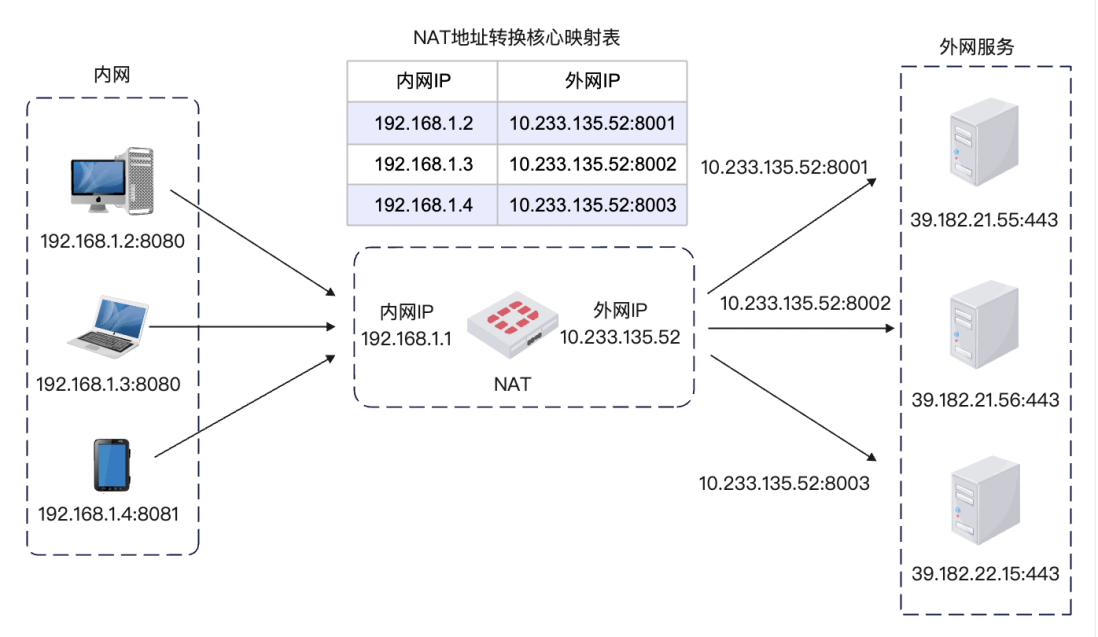 NAT地址转换核心映射表
外网服务
内网
内网IP 外网IP
192.168.1.2 10.233.135.52:8001
192.168.1.3 10.233.135.52:8002
192.168.1.4 10.233.135.52:8003
10.233.135.52:8001
39.182.21.55:443
192.168.1.2:8080
10.233.135.52:8002
内网IP
192.168.1.1
外网IP
10.233.135.52
NAT
192.168.1.3:8080
39.182.21.56:443
10.233.135.52:8003
192.168.1.4:8081
39.182.22.15:443